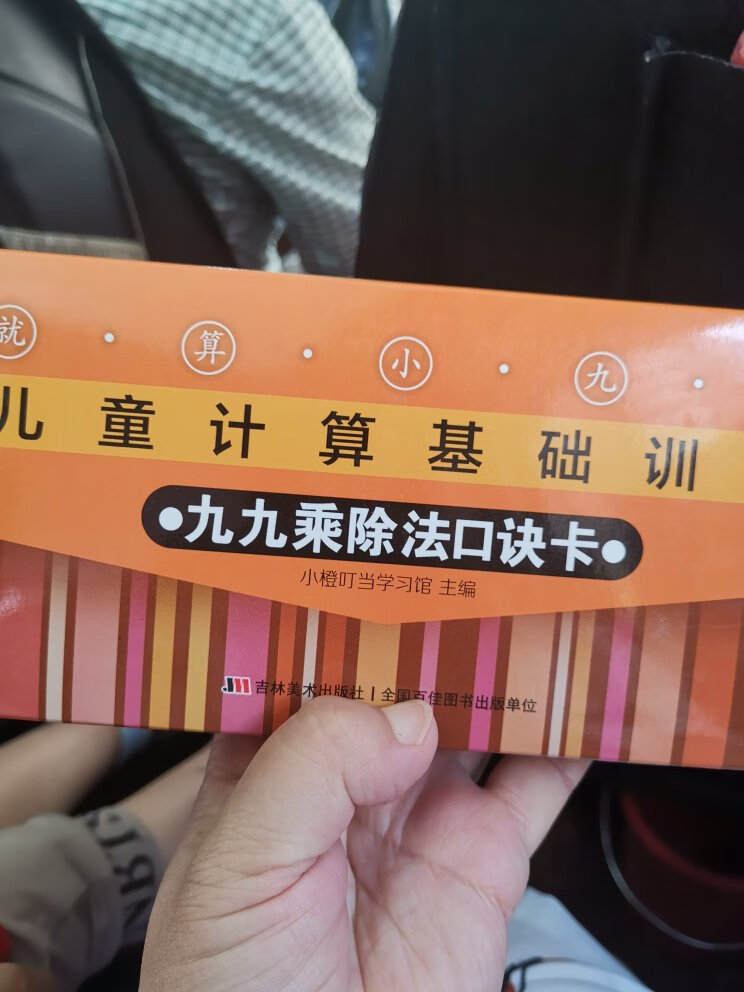 就·算·小·九·
儿童计算基础训
•九九乘除法口诀卡•
小橙叮当学习馆 主编
吉林美术出版社 | 全国百佳图书出版单位